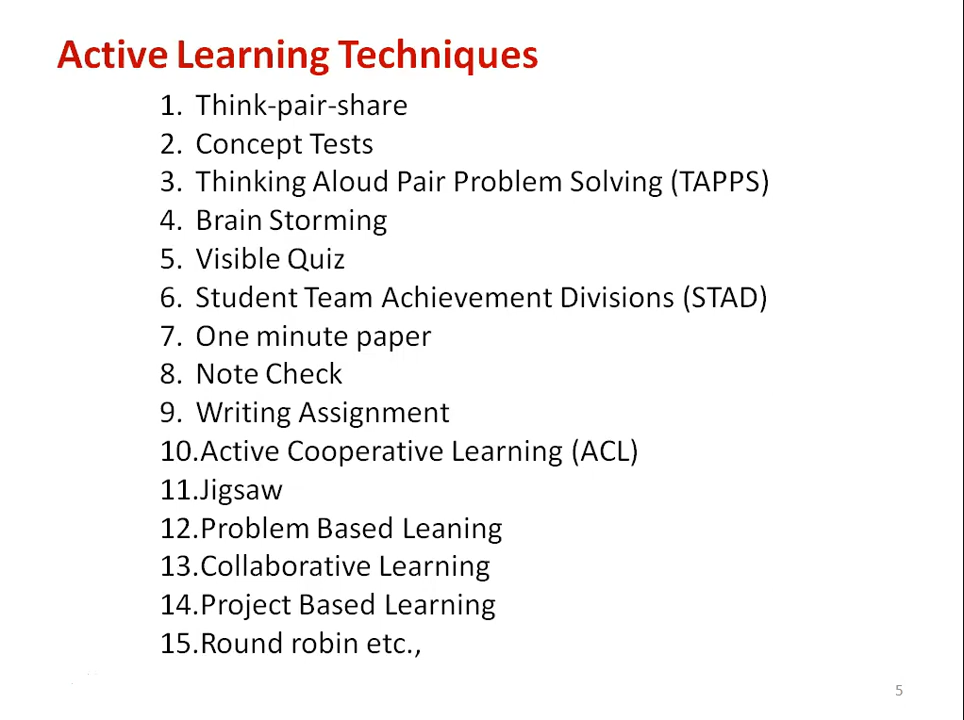 Active Learning Techniques
1. Think-pair-share
2. Concept Tests
3. Thinking Aloud Pair Problem Solving (TAPPS)
4. Brain Storming
5. Visible Quiz
6. Student Team Achievement Divisions (STAD)
7. One minute paper
8. Note Check
9. Writing Assignment
10.Active Cooperative Learning (ACL)
11.Jigsaw
12.Problem Based Leaning
13.Collaborative Learning
14.Project Based Learning
15.Round robin etc.,
5